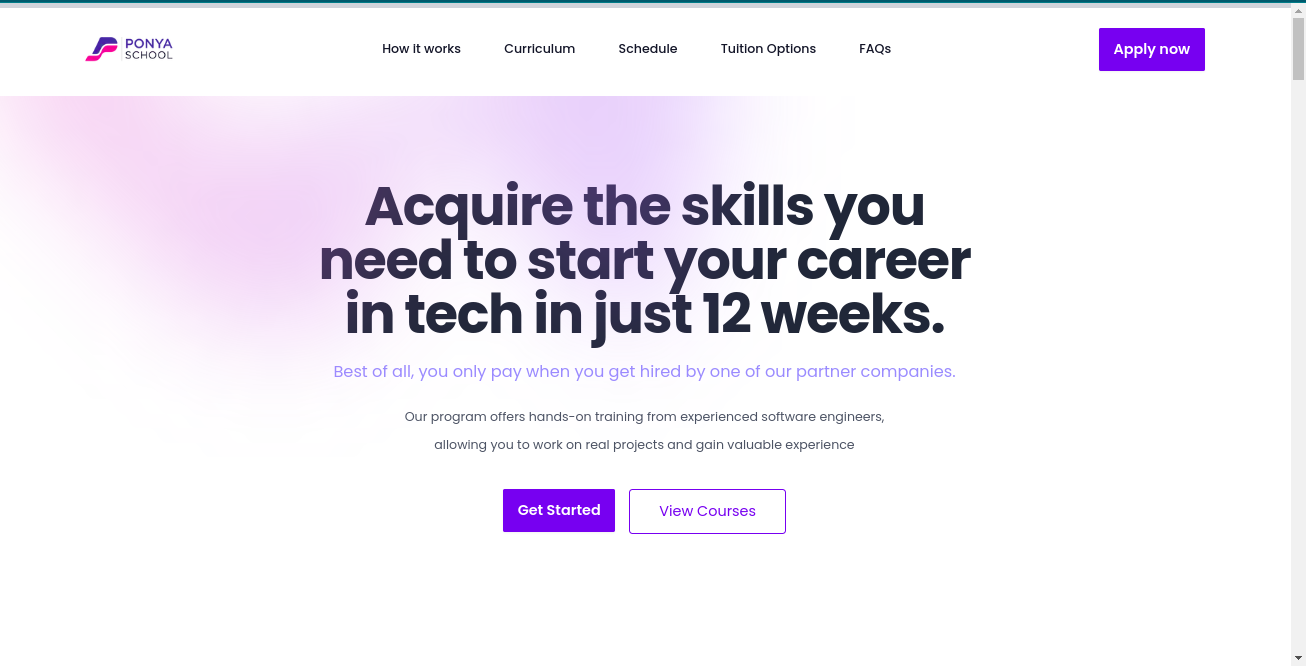 PONYA
SCHOOL
How it works
Curriculum
Schedule
Tuition Options
FAQs
Apply now
Acquire the skills you
need to start your career
in tech in just 12 weeks.
Best of all, you only pay when you get hired by one of our partner companies.
Our program offers hands-on training from experienced software engineers,
allowing you to work on real projects and gain valuable experience
Get Started
View Courses